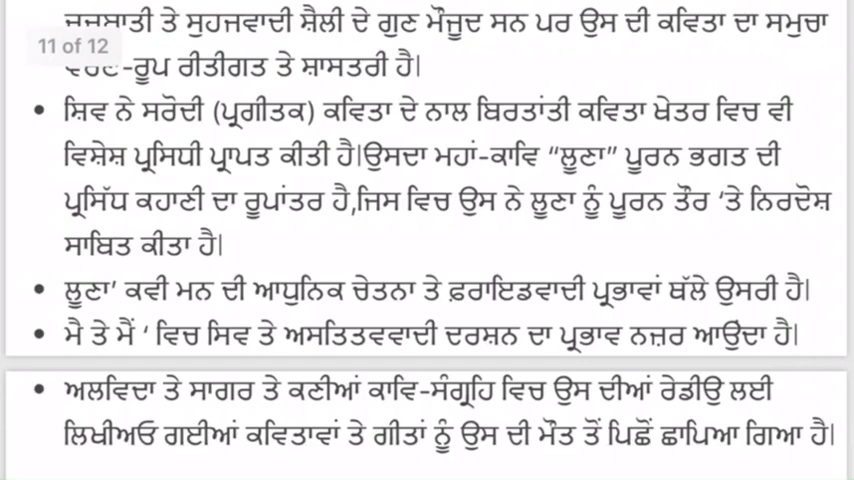 ਜਜ਼ਬਾਤੀ ਤੇ ਸੁਹਜਵਾਦੀ ਸ਼ੈਲੀ ਦੇ ਗੁਣ ਮੌਜੂਦ ਸਨ ਪਰ ਉਸ ਦੀ ਕਵਿਤਾ ਦਾ ਸਮੁਚਾ
11 of 12
-ਰੂਪ ਰੀਤੀਗਤ ਤੇ ਸ਼ਾਸਤਰੀ ਹੈ|
• ਸ਼ਿਵ ਨੇ ਸਰੋਦੀ (ਪ੍ਰਗੀਤਕ) ਕਵਿਤਾ ਦੇ ਨਾਲ ਬਿਰਤਾਂਤੀ ਕਵਿਤਾ ਖੇਤਰ ਵਿਚ ਵੀ
ਵਿਸ਼ੇਸ਼ ਪ੍ਰਸਿਧੀ ਪ੍ਰਾਪਤ ਕੀਤੀ ਹੈ|ਉਸਦਾ ਮਹਾਂ-ਕਾਵਿ “ਲੂਣਾ” ਪੂਰਨ ਭਗਤ ਦੀ
ਪ੍ਰਸਿੱਧ ਕਹਾਣੀ ਦਾ ਰੂਪਾਂਤਰ ਹੈ,ਜਿਸ ਵਿਚ ਉਸ ਨੇ ਲੂਣਾ ਨੂੰ ਪੂਰਨ ਤੌਰ ‘ਤੇ ਨਿਰਦੋਸ਼
ਸਾਬਿਤ ਕੀਤਾ ਹੈ|
• ਲੂਣਾ’ ਕਵੀ ਮਨ ਦੀ ਆਧੁਨਿਕ ਚੇਤਨਾ ਤੇ ਫ਼ਰਾਇਡਵਾਦੀ ਪ੍ਰਭਾਵਾਂ ਥੱਲੇ ਉਸਰੀ ਹੈ|
• ਮੈ ਤੇ ਮੈਂ ‘ ਵਿਚ ਸਿਵ ਤੇ ਅਸਤਿਤਵਵਾਦੀ ਦਰਸ਼ਨ ਦਾ ਪ੍ਰਭਾਵ ਨਜ਼ਰ ਆਉਂਦਾ ਹੈ|
• ਅਲਵਿਦਾ ਤੇ ਸਾਗਰ ਤੇ ਕਣੀਆਂ ਕਾਵਿ-ਸੰਗ੍ਰਹਿ ਵਿਚ ਉਸ ਦੀਆਂ ਰੇਡੀਉ ਲਈ
ਲਿਖੀਅਓ ਗਈਆਂ ਕਵਿਤਾਵਾਂ ਤੇ ਗੀਤਾਂ ਨੂੰ ਉਸ ਦੀ ਮੌਤ ਤੋਂ ਪਿਛੋਂ ਛਾਪਿਆ ਗਿਆ ਹੈ|